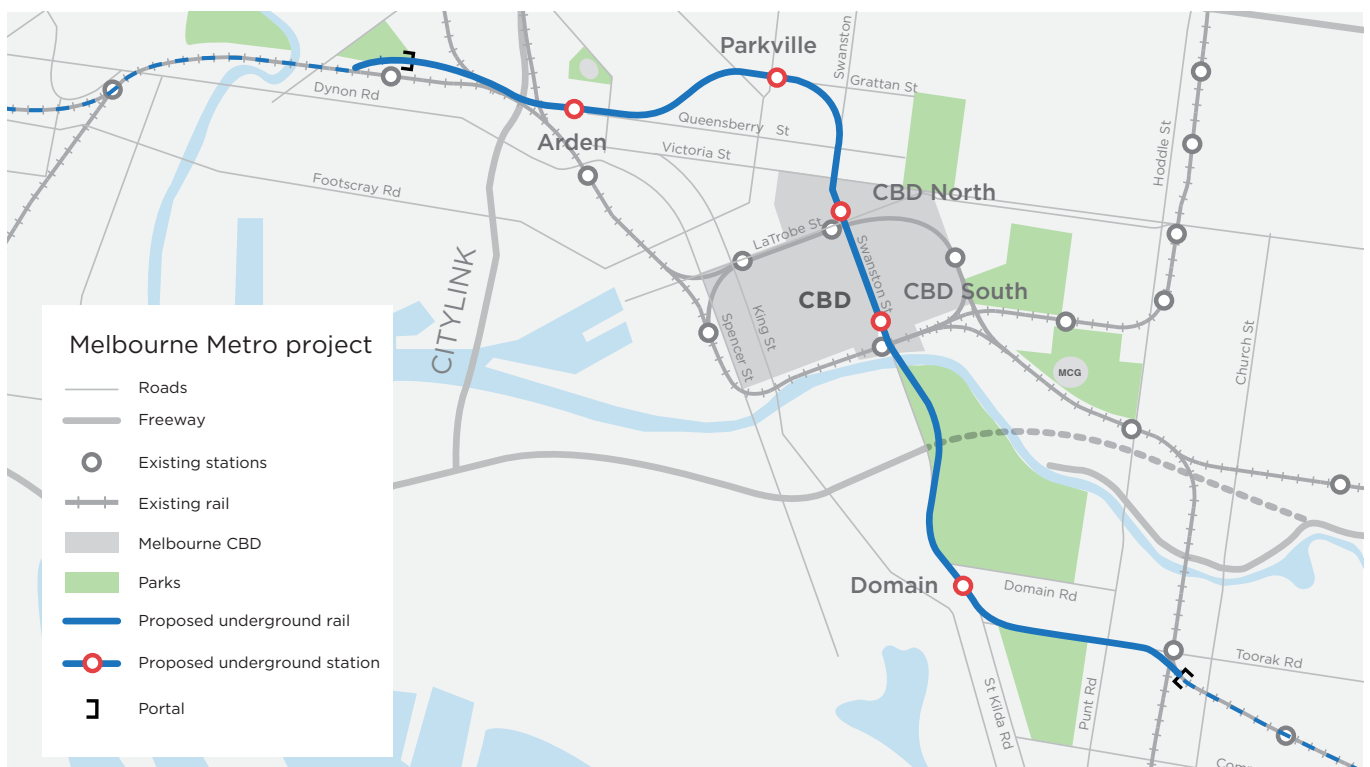 Parkville
Swanston
Grattan St
Dynon Rd
Queensberry St
Arden
Victoria St
Hoddle St
Footscray Rd
CBD North
LaTrobe St
Swanston St
CITYLINK
CBD
CBD South
King St
Spencer St
Church St
MCG
Melbourne Metro project
Roads
Freeway
Existing stations
Existing rail
Melbourne CBD
Parks
Proposed underground rail
Proposed underground station
Portal
Domain
Domain Rd
Toorak Rd
St Kilda Rd
Punt Rd